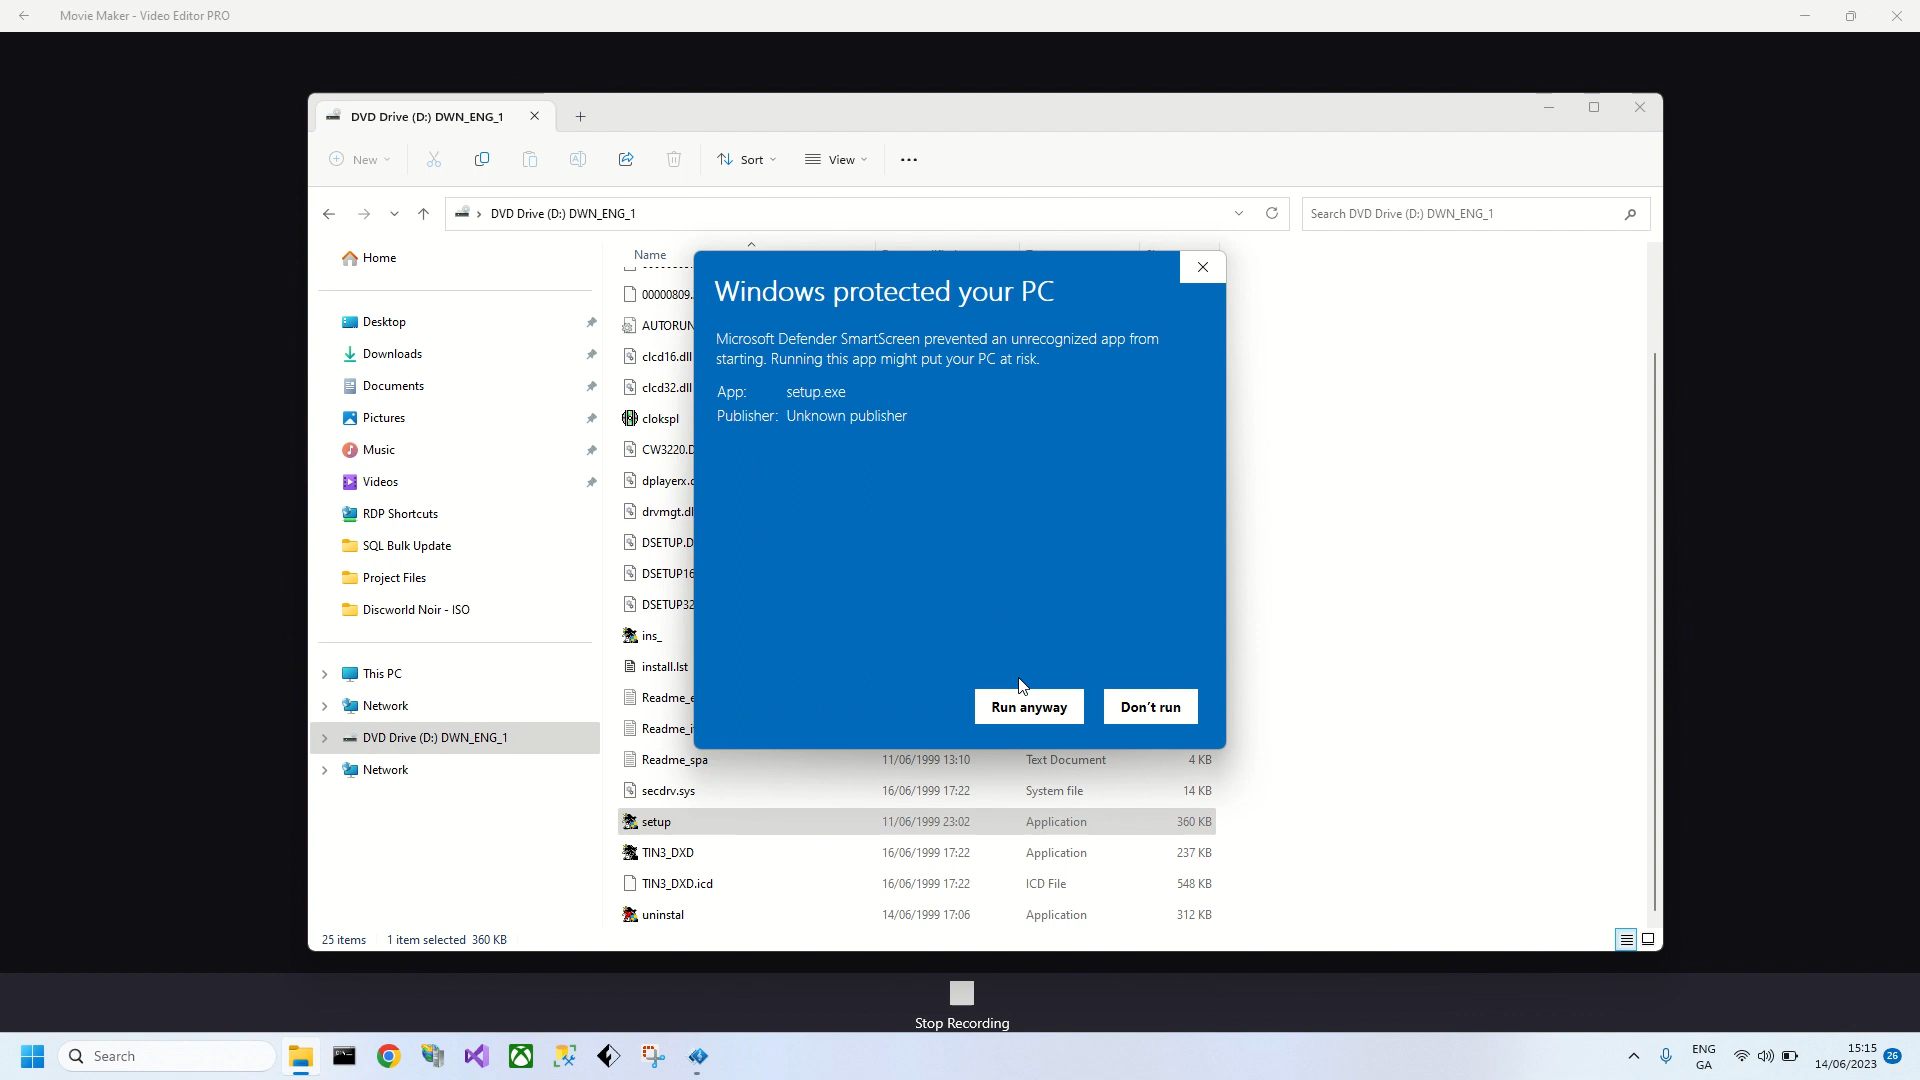 Movie Maker - Video Editor PRO
DVD Drive (D:) DWN_ENG_1
New
Sort
View
DVD Drive (D:) DWN_ENG_1
Search DVD Drive (D:) DWN_ENG_1
Home
Desktop
Downloads
Documents
Pictures
Music
Videos
RDP Shortcuts
SQL Bulk Update
Project Files
Discworld Noir - ISO
This PC
Network
DVD Drive (D:) DWN_ENG_1
Network
Name
00000809.
AUTORUN
clcd16.dll
clcd32.dll
clokspl
CW3220.D
dplayerx.
drvmgt.dl
DSETUP.D
DSETUP16
DSETUP32
ins_
install.lst
Readme_e
Readme_i
Readme_spa 11/06/1999 13:10 Text Document 4 KB
secdrv.sys 16/06/1999 17:22 System file 14 KB
setup 11/06/1999 23:02 Application 360 KB
TIN3_DXD 16/06/1999 17:22 Application 237 KB
TIN3_DXD.icd 16/06/1999 17:22 ICD File 548 KB
uninstal 14/06/1999 17:06 Application 312 KB
Windows protected your PC
Microsoft Defender SmartScreen prevented an unrecognized app from
starting. Running this app might put your PC at risk.
App: setup.exe
Publisher: Unknown publisher
Run anyway
Don't run
25 items 1 item selected 360 KB
Stop Recording
Search
ENG
GA
15:15
14/06/2023
26